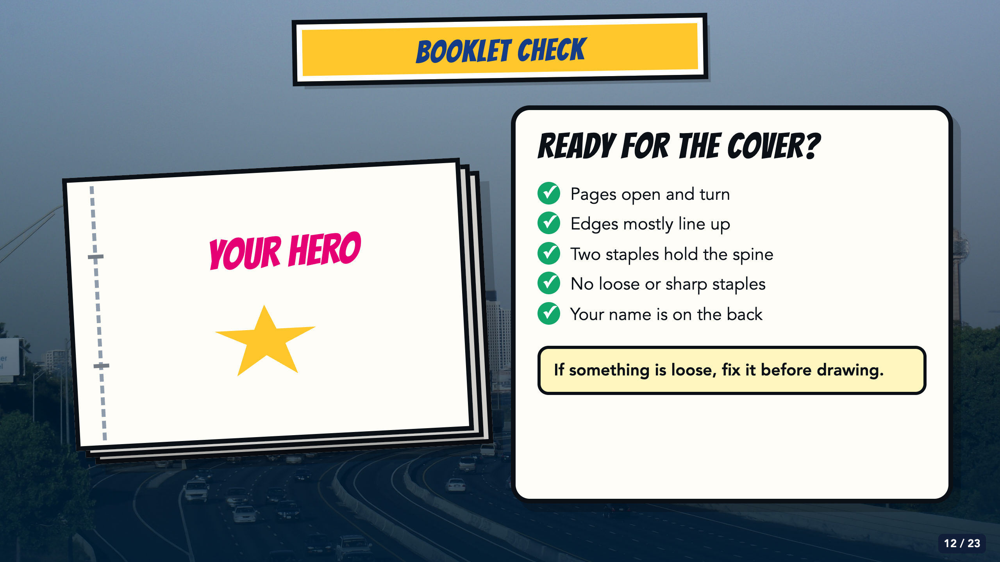 BOOKLET CHECK
YOUR HERO
READY FOR THE COVER?
Pages open and turn
Edges mostly line up
Two staples hold the spine
No loose or sharp staples
Your name is on the back
If something is loose, fix it before drawing.
12 / 23